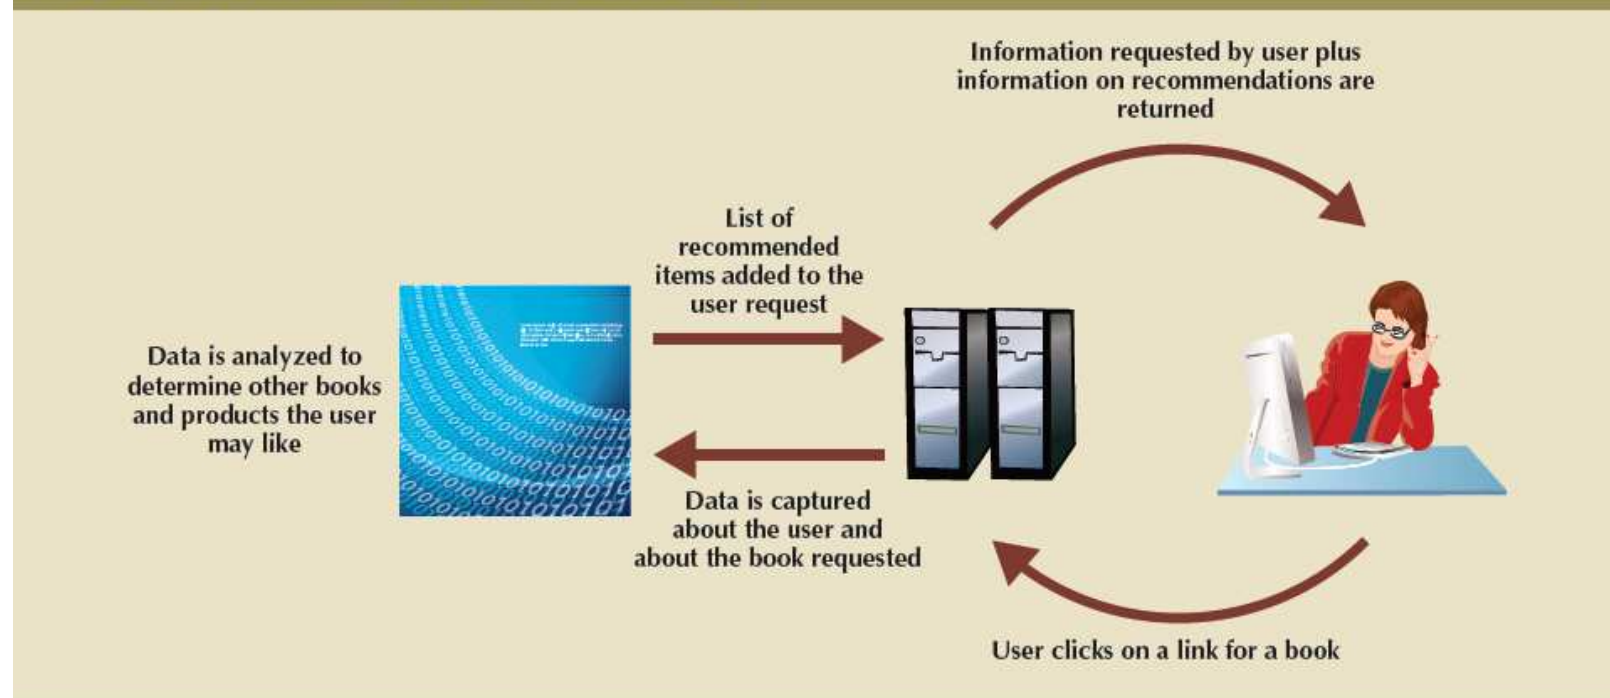 Information requested by user plus
information on recommendations are
returned
List of
recommended
items added to the
user request
Data is analyzed to
determine other books
and products the user
may like
Data is captured
about the user and
about the book requested
User clicks on a link for a book